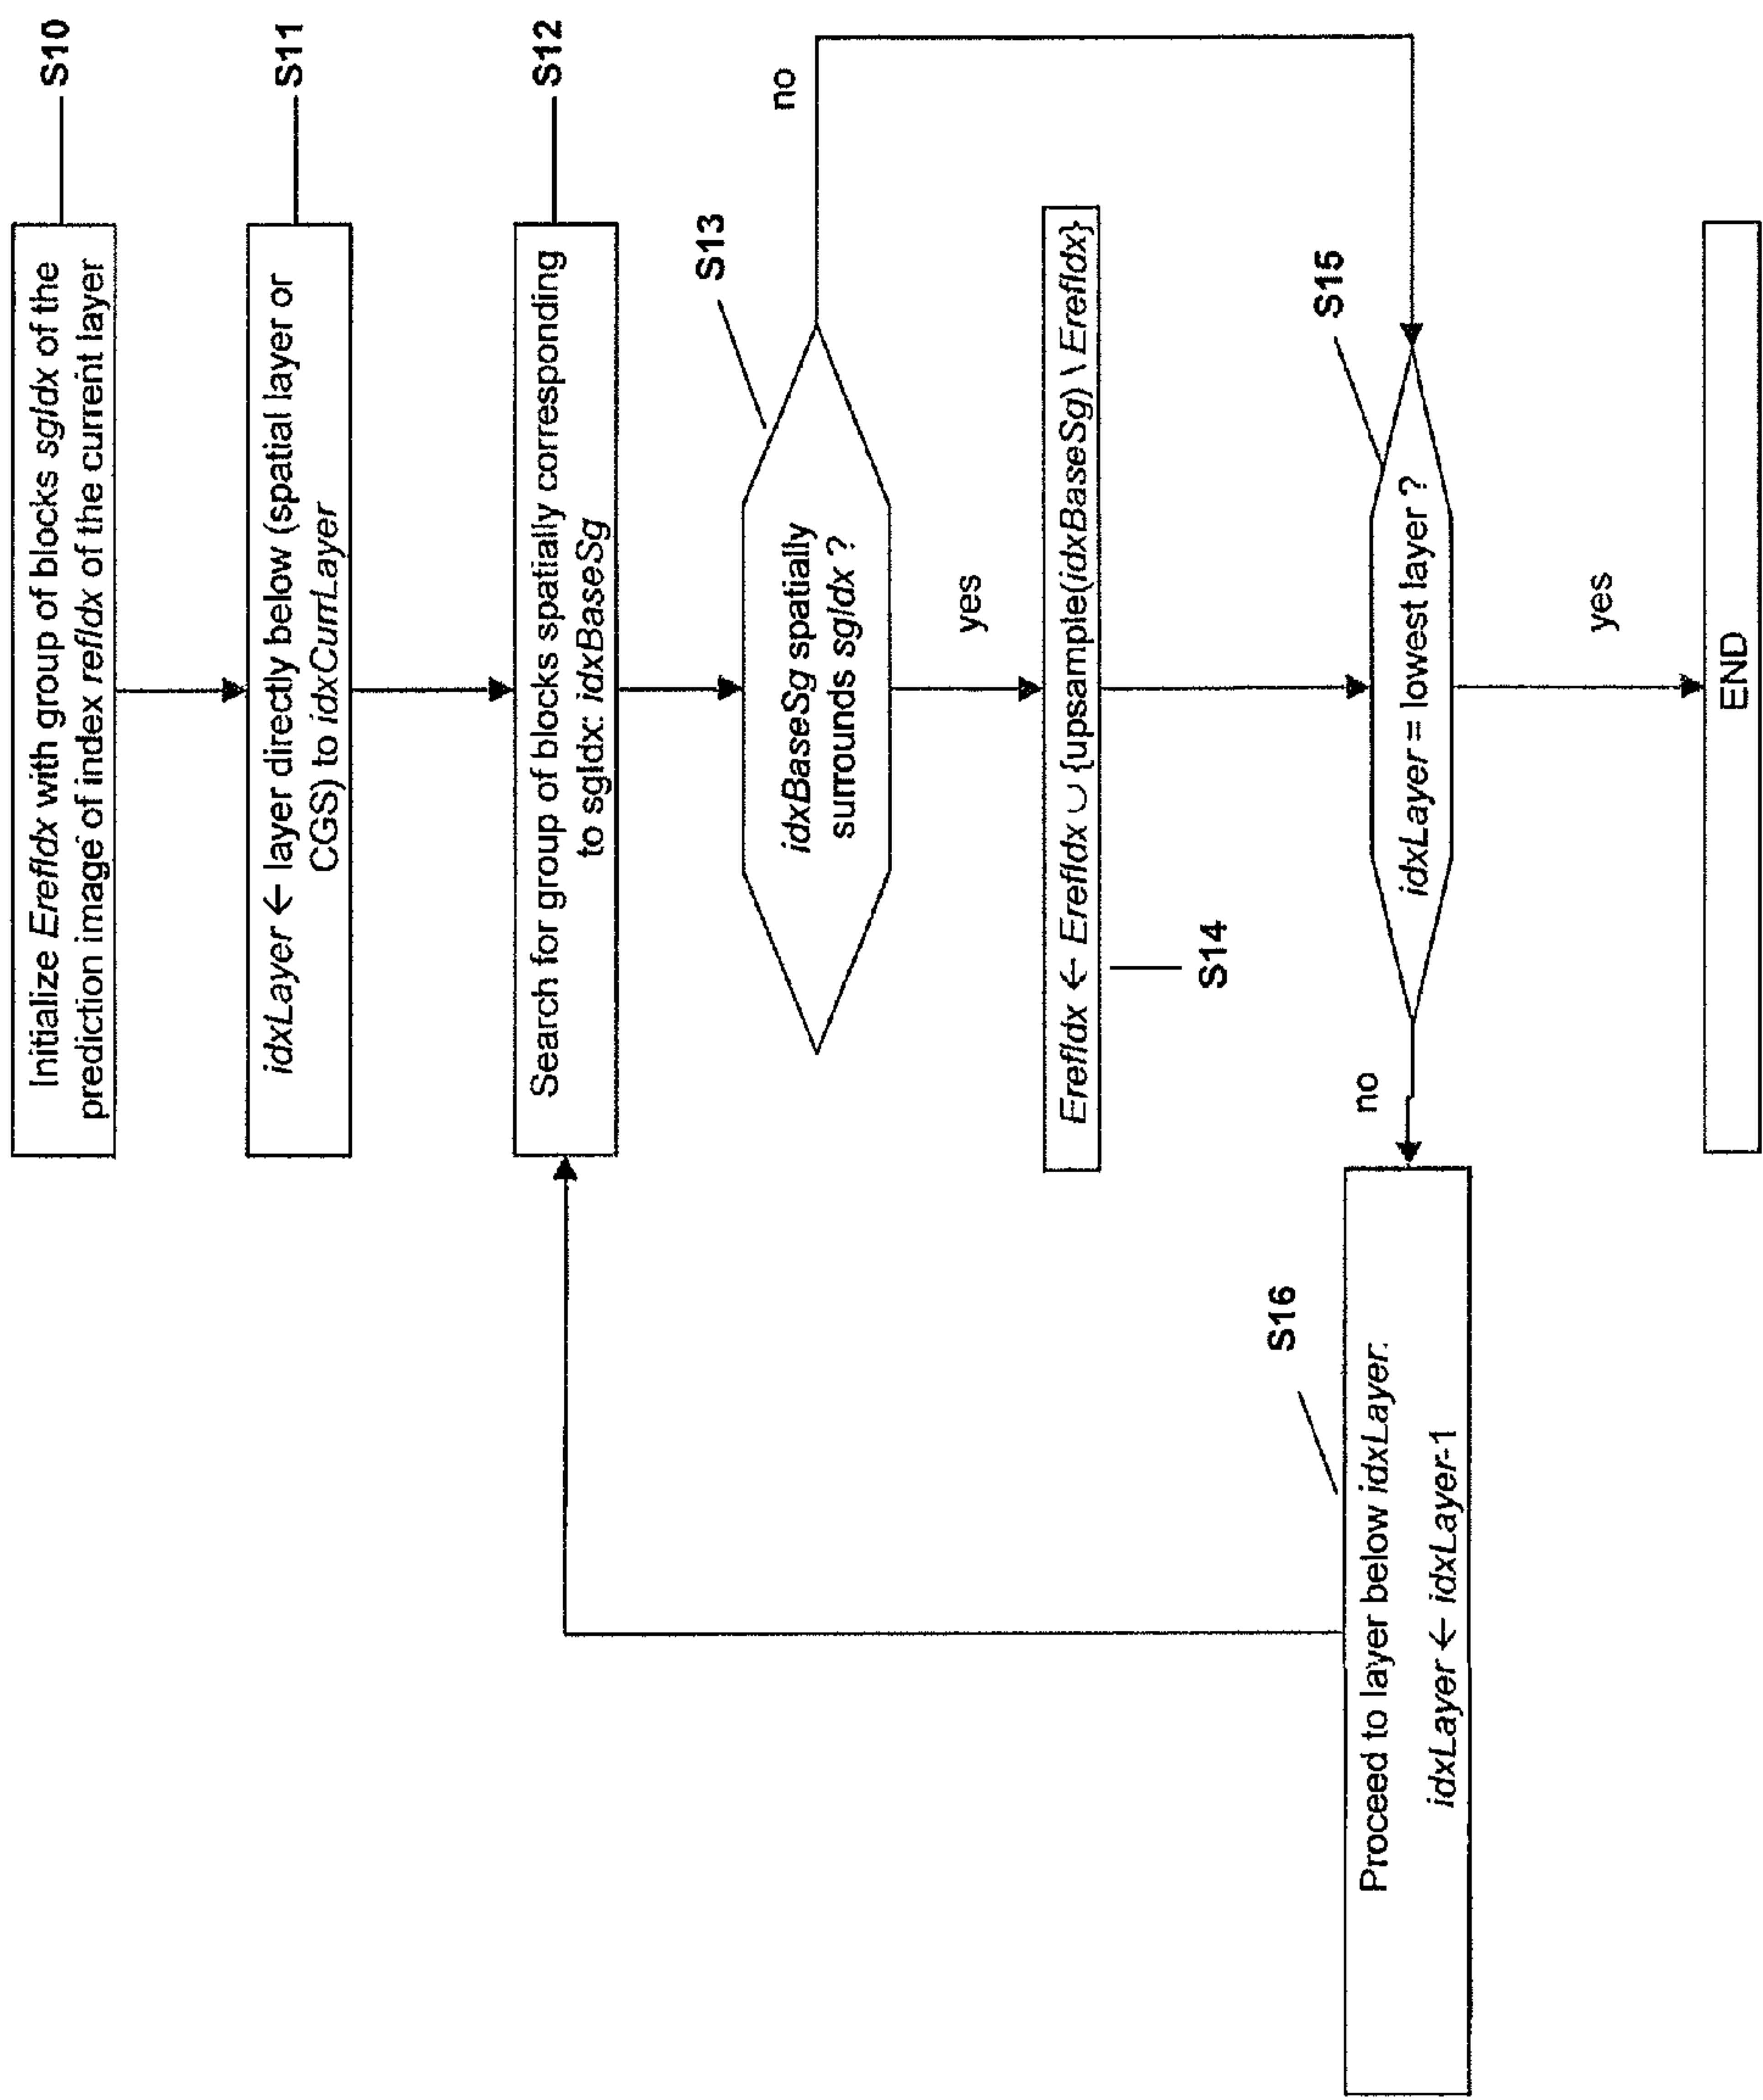 Initialize ErefIdx with group of blocks sgIdx of the
prediction image of index refIdx of the current layer
S10
idxLayer ← layer directly below (spatial layer or
CGS) to idxCurrLayer
S11
Search for group of blocks spatially corresponding
to sgIdx: idxBaseSg
S12
S13
idxBaseSg spatially
surrounds sgIdx ?
no
yes
ErefIdx ← ErefIdx ∪ {upsample(idxBaseSg) \ ErefIdx}
S14
S15
idxLayer = lowest layer ?
no
yes
S16
Proceed to layer below idxLayer:
idxLayer ← idxLayer-1
END